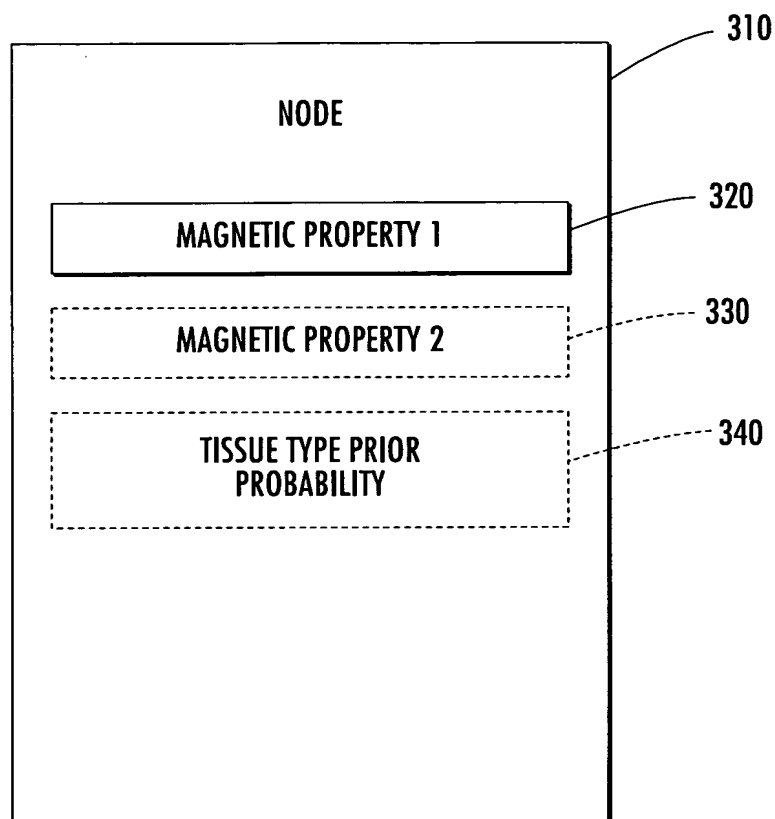 310
NODE
320
MAGNETIC PROPERTY 1
330
MAGNETIC PROPERTY 2
340
TISSUE TYPE PRIOR
PROBABILITY